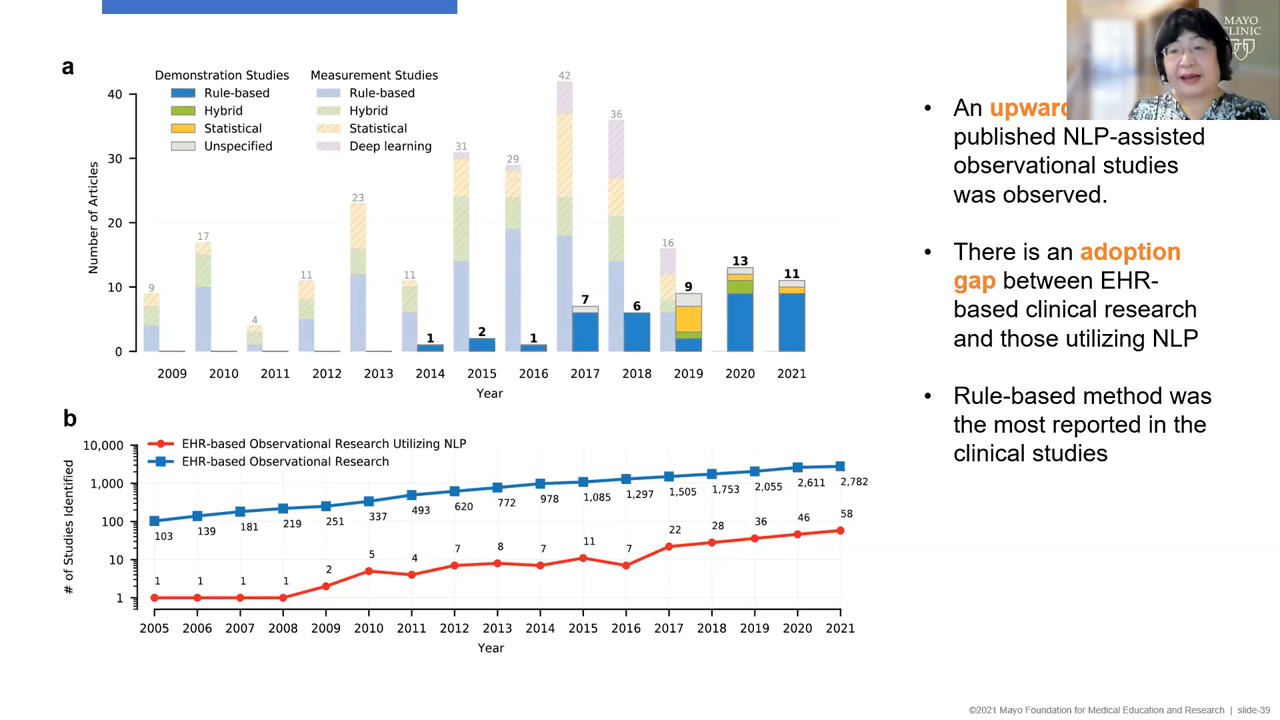 MAYO
CLINIC
a
Demonstration Studies
Rule-based
Hybrid
Statistical
Unspecified
Measurement Studies
Rule-based
Hybrid
Statistical
Deep learning
Number of Articles
40
30
20
10
0
9
17
4
11
23
11
31
29
42
36
16
1
2
1
7
6
9
13
11
2009 2010 2011 2012 2013 2014 2015 2016 2017 2018 2019 2020 2021
Year
b
EHR-based Observational Research Utilizing NLP
EHR-based Observational Research
# of Studies Identified
10,000
1,000
100
10
1
103 139 181 219 251 337 493 620 772 978 1,085 1,297 1,505 1,753 2,055 2,611 2,782
1 1 1 1 2 5 4 7 8 7 11 7 22 28 36 46 58
2005 2006 2007 2008 2009 2010 2011 2012 2013 2014 2015 2016 2017 2018 2019 2020 2021
Year
• An
published NLP-assisted
observational studies
was observed.
• There is an adoption
gap between EHR-
based clinical research
and those utilizing NLP
• Rule-based method was
the most reported in the
clinical studies
©2021 Mayo Foundation for Medical Education and Research | slide-39